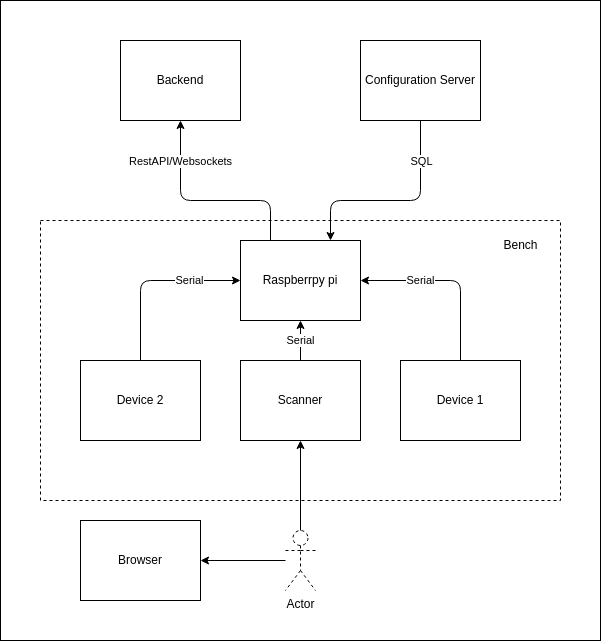 Backend
Configuration Server
RestAPI/Websockets
SQL
Bench
Raspberrpy pi
Serial
Serial
Serial
Device 2
Scanner
Device 1
Browser
Actor